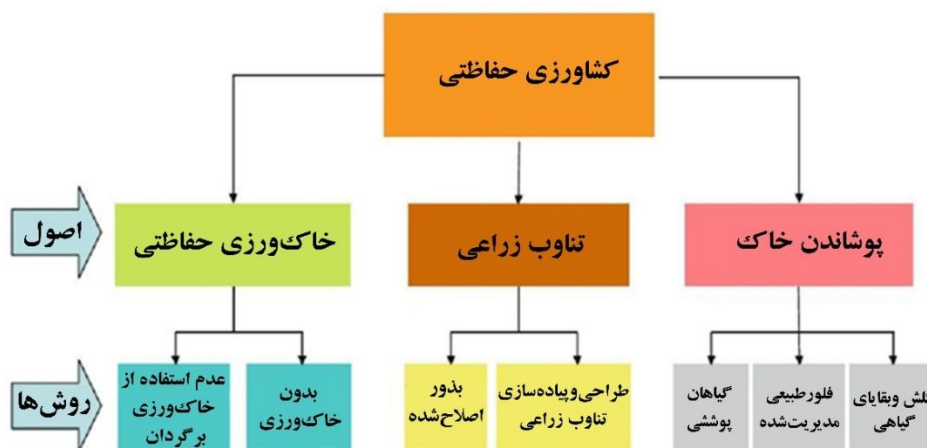 کشاورزی حفاظتی
اصول
پوشاندن خاک
تناوب زراعی
خاک‌ورزی حفاظتی
روش‌ها
کلش وبقایای
گیاهی
فلورطبیعی
مدیریت‌شده
گیاهان
پوششی
طراحی‌وپیاده‌سازی
تناوب زراعی
بذور
اصلاح‌شده
بدون
خاک‌ورزی
عدم استفاده از
خاک‌ورزی
برگردان